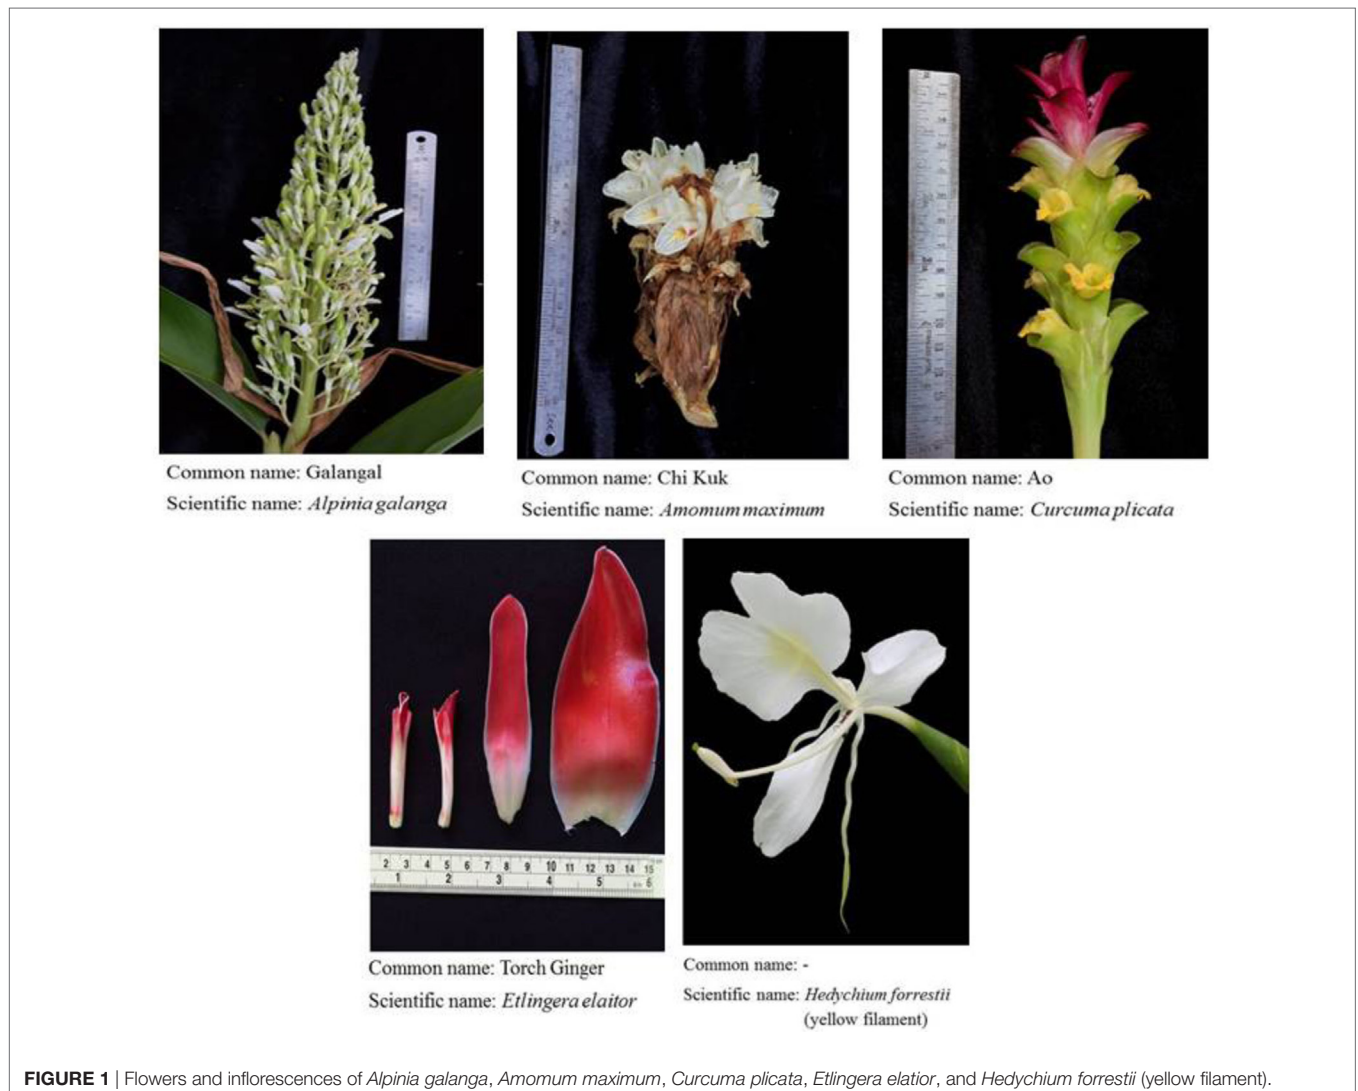 Common name: Galangal
Scientific name: Alpinia galanga
Common name: Chi Kuk
Scientific name: Amomum maximum
Common name: Ao
Scientific name: Curcuma plicata
2 3 4 5 6 7 8 9 10 11 12 13 14 15
1 2 3 4 5 6
Common name: Torch Ginger
Scientific name: Etlingera elaitor
Common name: -
Scientific name: Hedychium forrestii
(yellow filament)
FIGURE 1 | Flowers and inflorescences of Alpinia galanga, Amomum maximum, Curcuma plicata, Etlingera elatior, and Hedychium forrestii (yellow filament).